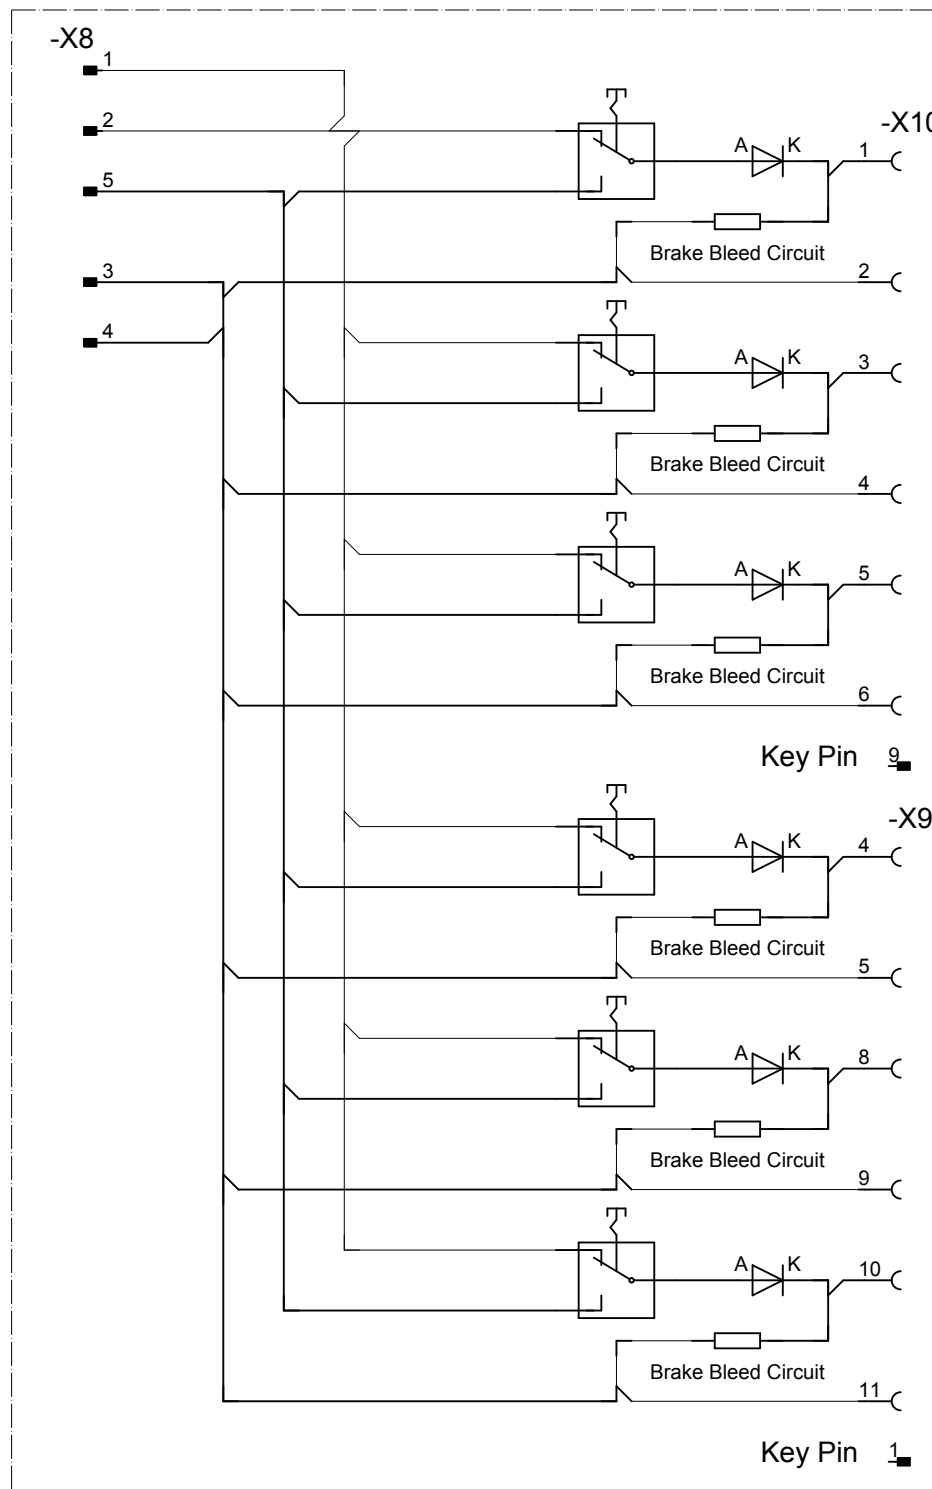 -X8
1
2
-X10
A K 1
5
Brake Bleed Circuit
3
2
4
A K 3
Brake Bleed Circuit
4
A K 5
Brake Bleed Circuit
6
Key Pin 9
-X9
A K 4
Brake Bleed Circuit
5
A K 8
Brake Bleed Circuit
9
A K 10
Brake Bleed Circuit
11
Key Pin 1